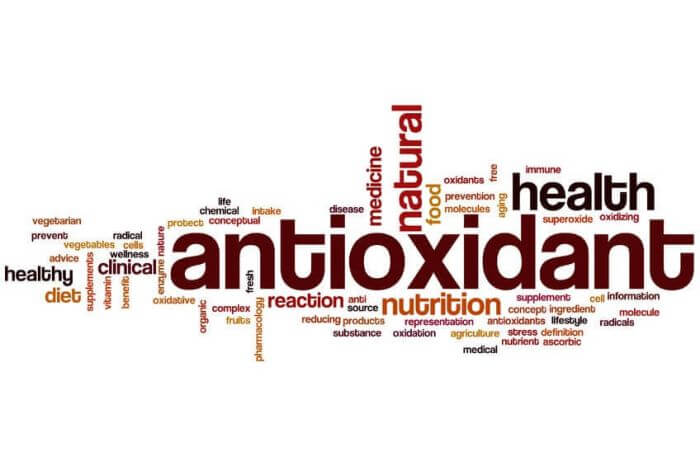 natural
medicine
food
free
immune
oxidants
aging
prevention
health
molecules
superoxide
oxidizing
life
chemical
intake
disease
vegetarian
protect
conceptual
prevent
radical
nature
vegetables
cells
antioxidant
advice
wellness
healthy
supplements
clinical
enzyme
fresh
diet
vitamin
benefit
oxidative
organic
complex
pharmacology
reaction
anti
nutrition
supplement
cell
information
source
concept
ingredient
molecule
fruits
reducing
products
representation
antioxidants
lifestyle
radicals
substance
oxidation
agriculture
stress
definition
nutrient
ascorbic
medical